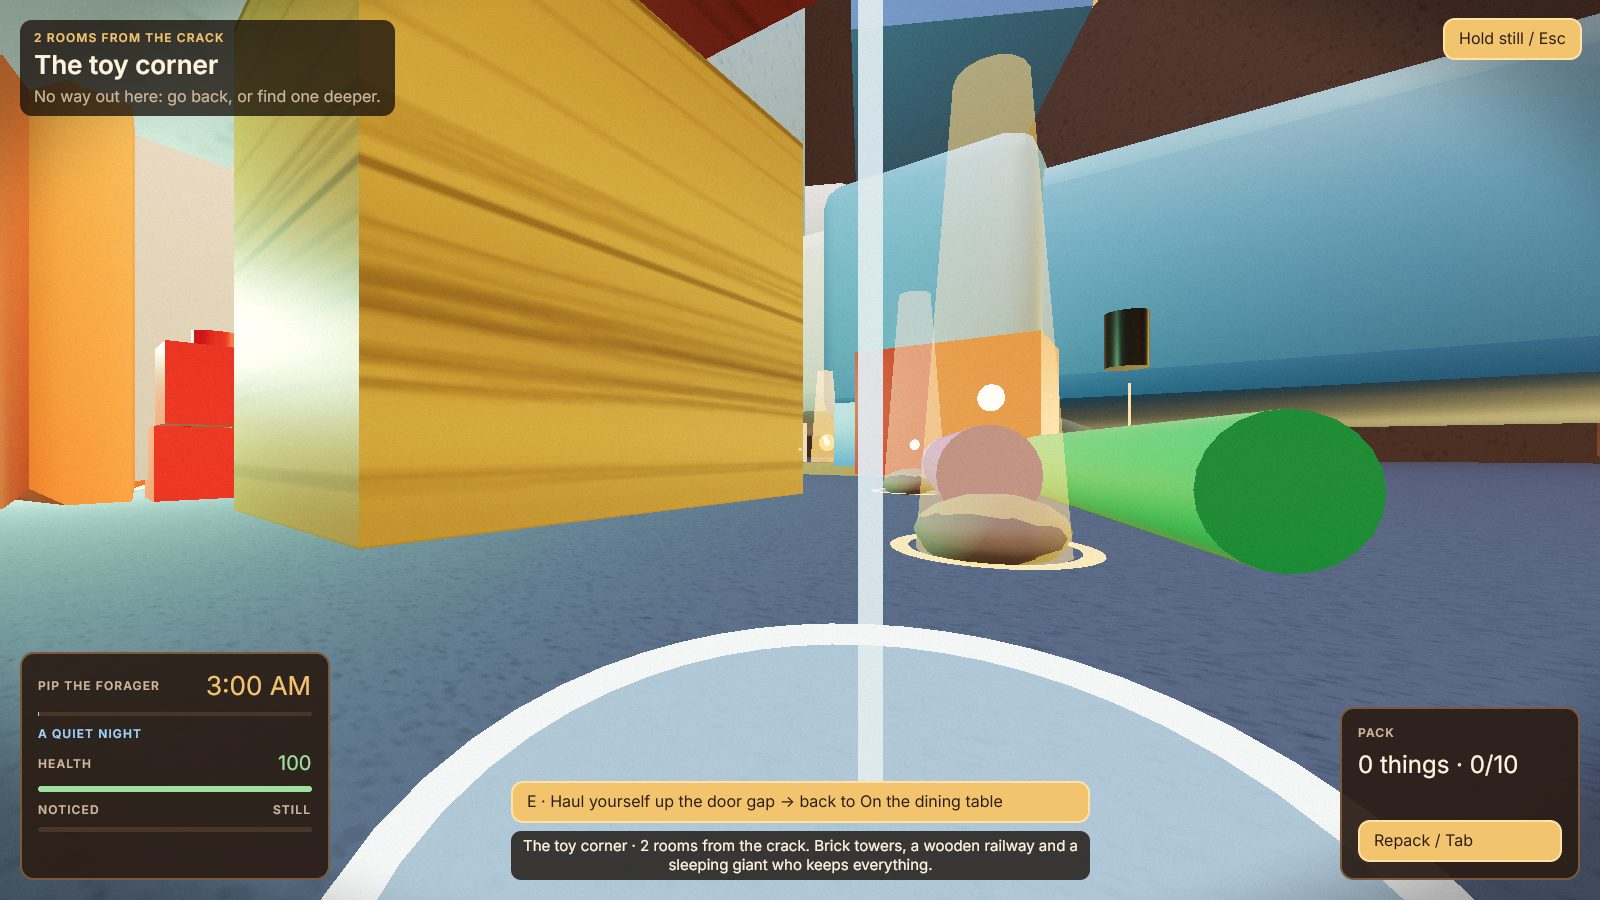 2 ROOMS FROM THE CRACK
The toy corner
No way out here: go back, or find one deeper.
Hold still / Esc
PIP THE FORAGER 3:00 AM
A QUIET NIGHT
HEALTH 100
NOTICED STILL
E · Haul yourself up the door gap → back to On the dining table
The toy corner · 2 rooms from the crack. Brick towers, a wooden railway and a
sleeping giant who keeps everything.
PACK
0 things · 0/10
Repack / Tab